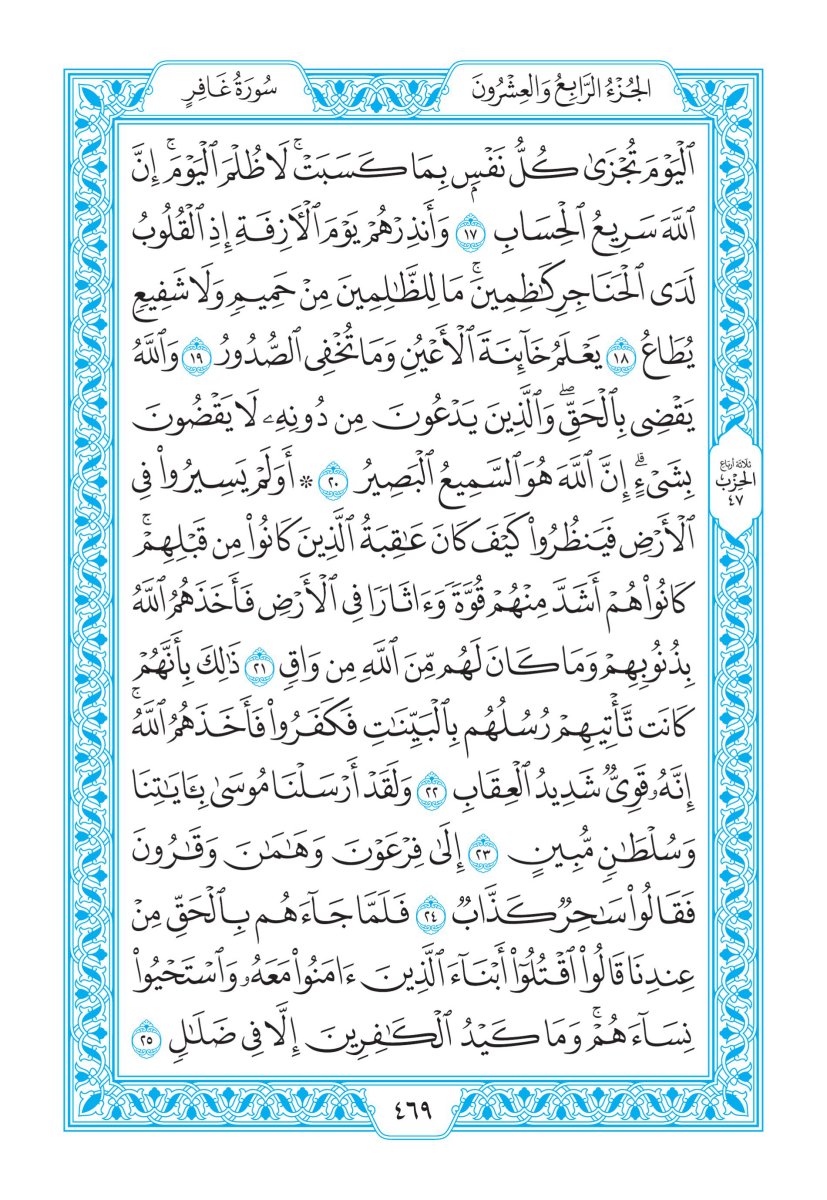 الجُزْءُ الرَّابِعُ وَالعِشْرُونَ
سُورَةُ غَافِرٍ
ٱلۡيَوۡمَ تُجۡزَىٰ كُلُّ نَفۡسِۭ بِمَا كَسَبَتۡۚ لَا ظُلۡمَ ٱلۡيَوۡمَۚ إِنَّ
ٱللَّهَ سَرِيعُ ٱلۡحِسَابِ ١٧ وَأَنذِرۡهُمۡ يَوۡمَ ٱلۡأٓزِفَةِ إِذِ ٱلۡقُلُوبُ
لَدَى ٱلۡحَنَاجِرِ كَٰظِمِينَۚ مَا لِلظَّٰلِمِينَ مِنۡ حَمِيمٖ وَلَا شَفِيعٖ
يُطَاعُ ١٨ يَعۡلَمُ خَآئِنَةَ ٱلۡأَعۡيُنِ وَمَا تُخۡفِي ٱلصُّدُورُ ١٩ وَٱللَّهُ
يَقۡضِي بِٱلۡحَقِّۖ وَٱلَّذِينَ يَدۡعُونَ مِن دُونِهِۦ لَا يَقۡضُونَ
بِشَيۡءٍۗ إِنَّ ٱللَّهَ هُوَ ٱلسَّمِيعُ ٱلۡبَصِيرُ ٢٠ * أَوَلَمۡ يَسِيرُواْ فِي
ثلاثة أرباع
الحِزْب
٤٧
ٱلۡأَرۡضِ فَيَنظُرُواْ كَيۡفَ كَانَ عَٰقِبَةُ ٱلَّذِينَ كَانُواْ مِن قَبۡلِهِمۡۚ
كَانُواْ هُمۡ أَشَدَّ مِنۡهُمۡ قُوَّةٗ وَءَاثَارٗا فِي ٱلۡأَرۡضِ فَأَخَذَهُمُ ٱللَّهُ
بِذُنُوبِهِمۡ وَمَا كَانَ لَهُم مِّنَ ٱللَّهِ مِن وَاقٖ ٢١ ذَٰلِكَ بِأَنَّهُمۡ
كَانَت تَّأۡتِيهِمۡ رُسُلُهُم بِٱلۡبَيِّنَٰتِ فَكَفَرُواْ فَأَخَذَهُمُ ٱللَّهُۚ
إِنَّهُۥ قَوِيّٞ شَدِيدُ ٱلۡعِقَابِ ٢٢ وَلَقَدۡ أَرۡسَلۡنَا مُوسَىٰ بِـَٔايَٰتِنَا
وَسُلۡطَٰنٖ مُّبِينٍ ٢٣ إِلَىٰ فِرۡعَوۡنَ وَهَٰمَٰنَ وَقَٰرُونَ
فَقَالُواْ سَٰحِرٞ كَذَّابٞ ٢٤ فَلَمَّا جَآءَهُم بِٱلۡحَقِّ مِنۡ
عِندِنَا قَالُواْ ٱقۡتُلُوٓاْ أَبۡنَآءَ ٱلَّذِينَ ءَامَنُواْ مَعَهُۥ وَٱسۡتَحۡيُواْ
نِسَآءَهُمۡۚ وَمَا كَيۡدُ ٱلۡكَٰفِرِينَ إِلَّا فِي ضَلَٰلٖ ٢٥
٤٦٩